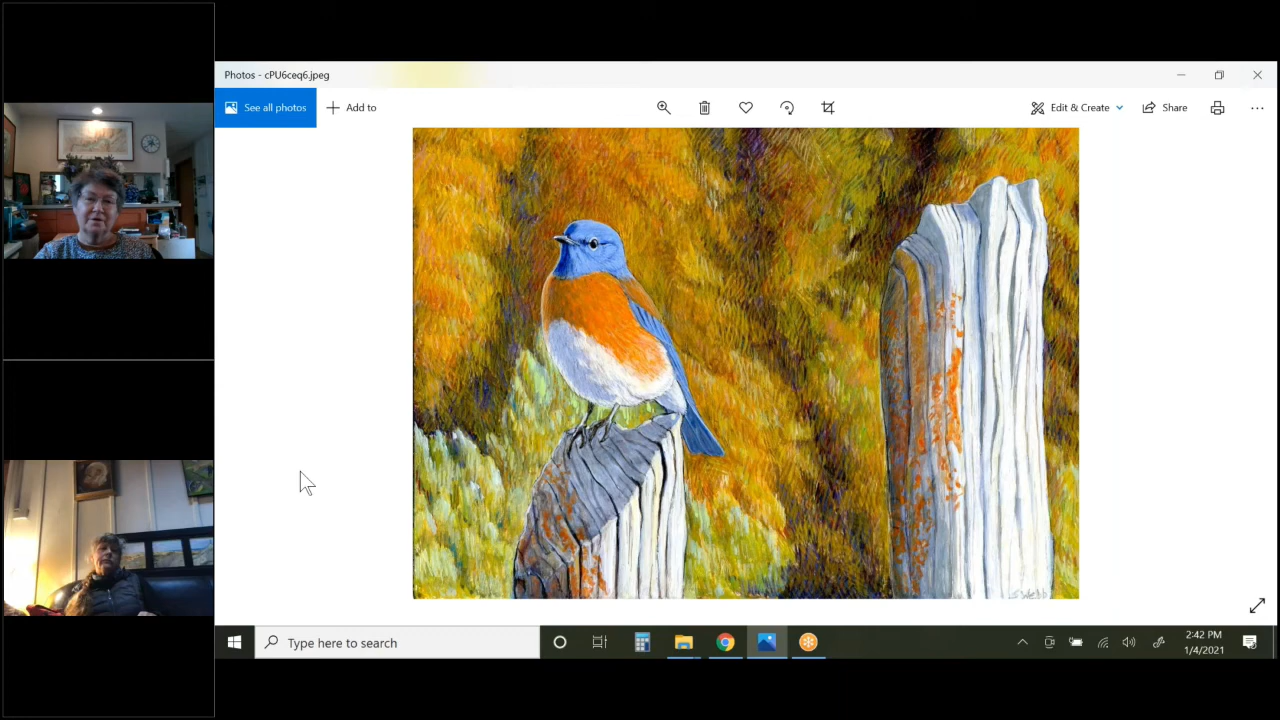 Photos - cPU6ceq6.jpeg
See all photos
Add to
Edit & Create
Share
Type here to search
2:42 PM
1/4/2021